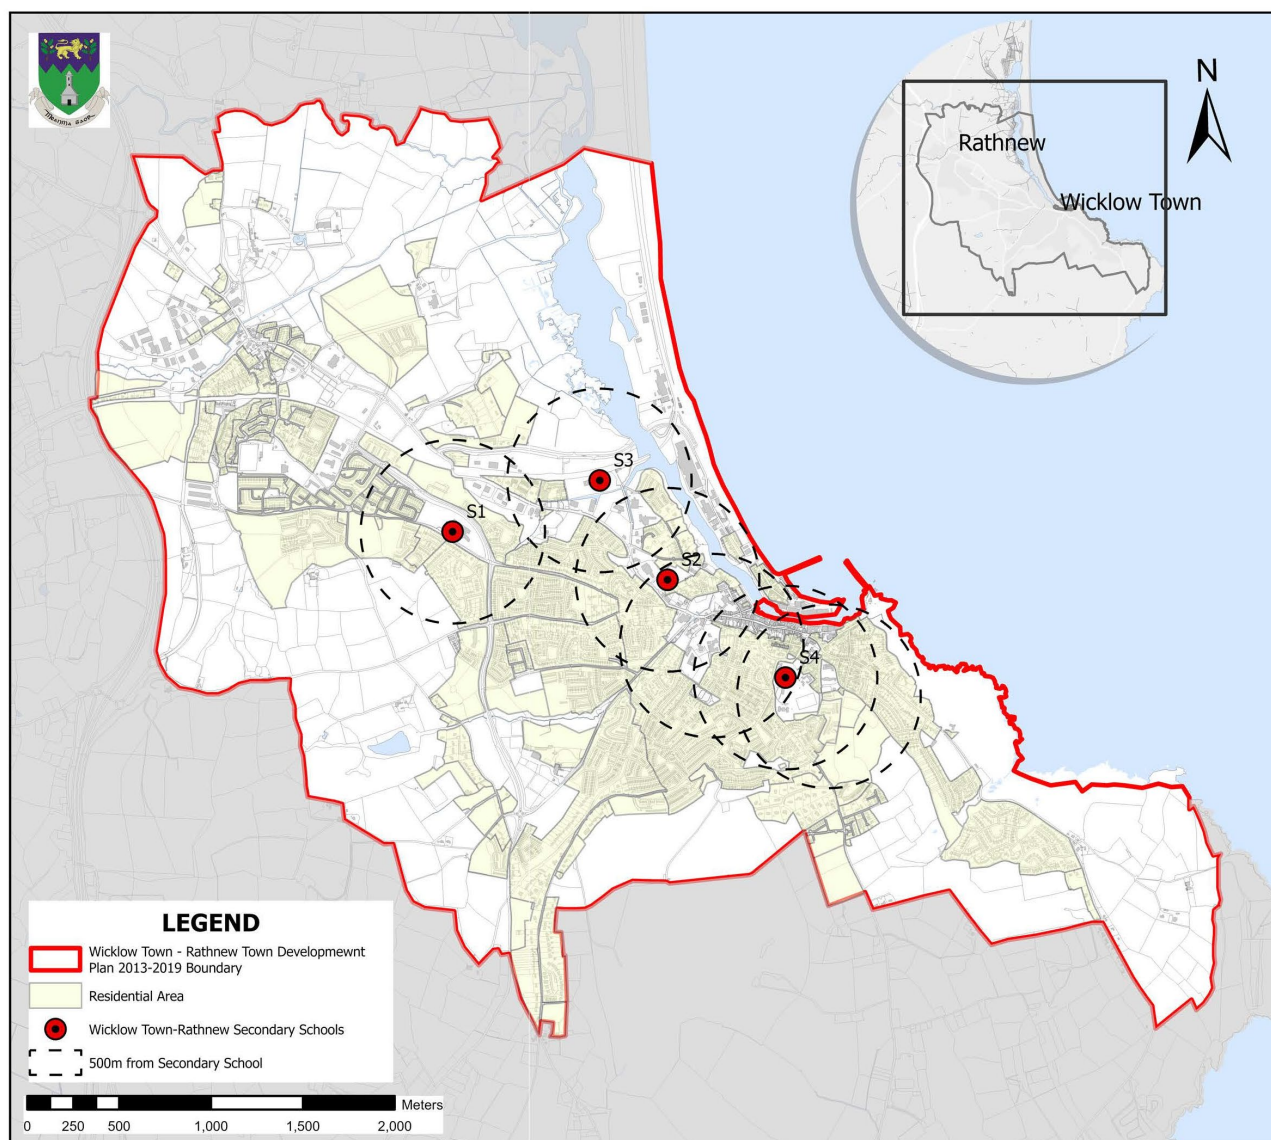 N
Rathnew
Wicklow Town
S3
S1
S2
S4
LEGEND
Wicklow Town - Rathnew Town Developmewnt
Plan 2013-2019 Boundary
Residential Area
Wicklow Town-Rathnew Secondary Schools
500m from Secondary School
Meters
0 250 500 1,000 1,500 2,000